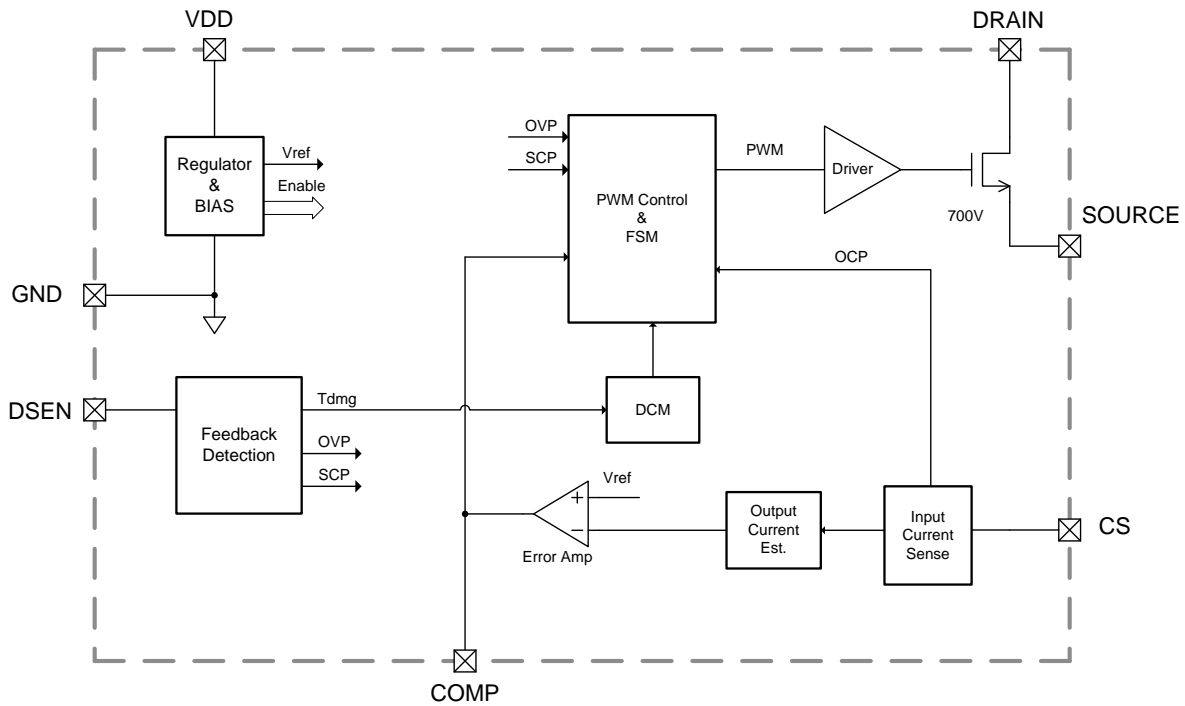 VDD
DRAIN
Regulator
&
BIAS
Vref
Enable
OVP
SCP
PWM Control
&
FSM
PWM
Driver
700V
SOURCE
OCP
GND
DSEN
Feedback
Detection
Tdmg
OVP
SCP
DCM
Vref
+
−
Error Amp
Output
Current
Est.
Input
Current
Sense
CS
COMP